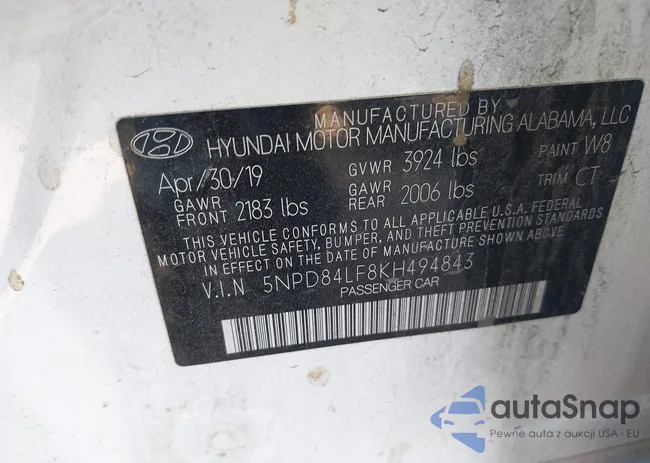 MANUFACTURED BY
HYUNDAI MOTOR MANUFACTURING ALABAMA, LLC
Apr/30/19 GVWR 3924 lbs PAINT W8
GAWR FRONT 2183 lbs GAWR REAR 2006 lbs TRIM CT
THIS VEHICLE CONFORMS TO ALL APPLICABLE U.S.A. FEDERAL
MOTOR VEHICLE SAFETY, BUMPER, AND THEFT PREVENTION STANDARDS
IN EFFECT ON THE DATE OF MANUFACTURE SHOWN ABOVE
V.I.N 5NPD84LF8KH494843
PASSENGER CAR
autoSnap
Pewne auta z aukcji USA i EU